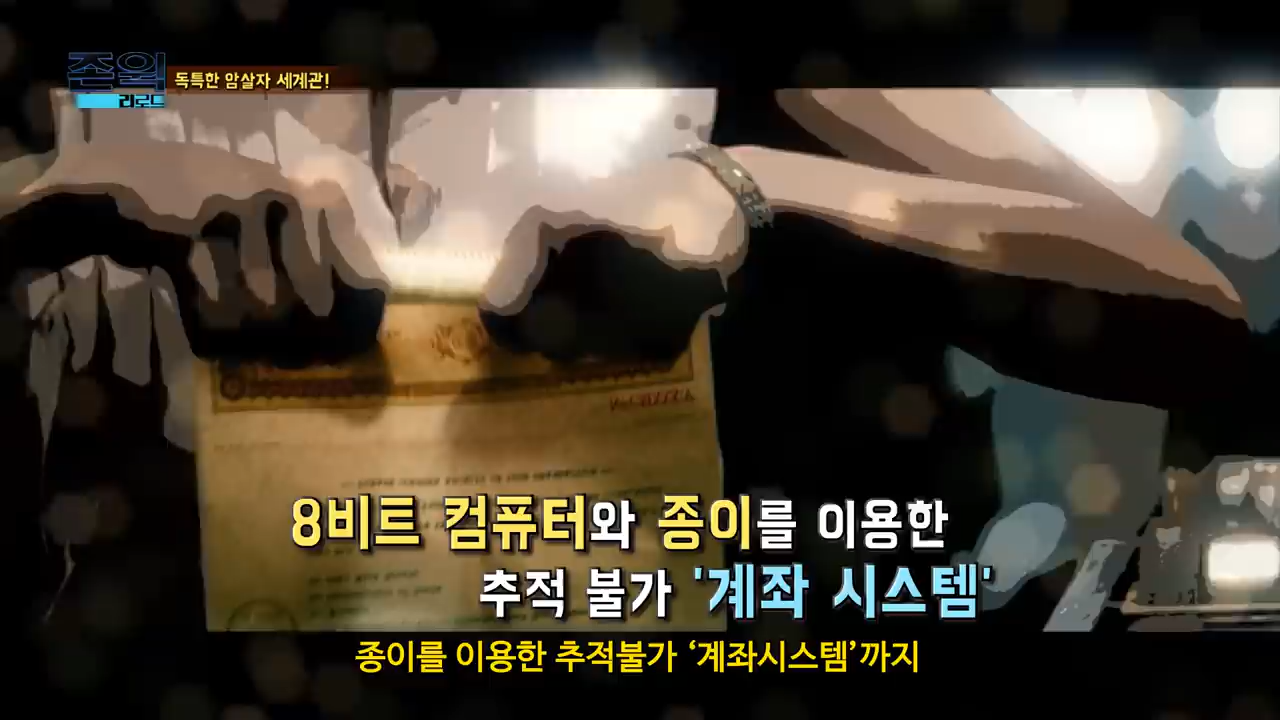 존윅
리로드
독특한 암살자 세계관!
8비트 컴퓨터와 종이를 이용한
추적 불가 '계좌 시스템'
종이를 이용한 추적불가 ‘계좌시스템’까지